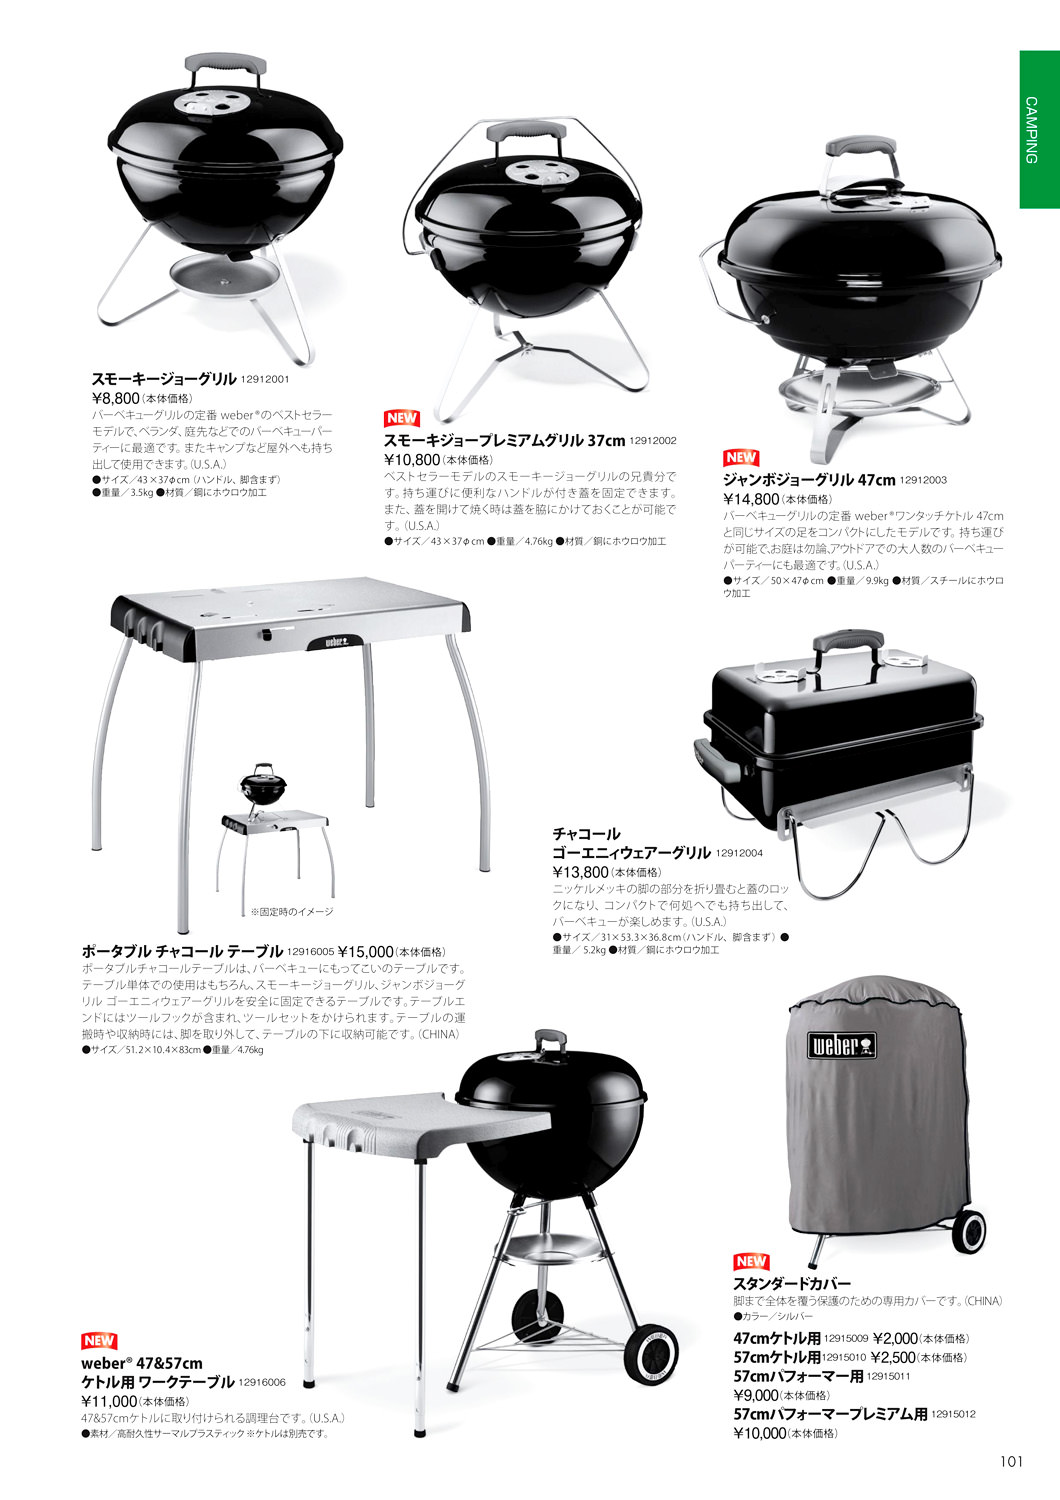 CAMPING
スモーキージョーグリル 12912001
¥8,800(本体価格)
バーベキューグリルの定番 weber®のベストセラー
モデルで、ベランダ、庭先などでのバーベキューパー
ティーに最適です。またキャンプなど屋外へも持ち
出して使用できます。(U.S.A.)
●サイズ／43×37φcm（ハンドル、脚含まず）
●重量／3.5kg ●材質／鋼にホウロウ加工
NEW
スモーキジョープレミアムグリル 37cm 12912002
¥10,800(本体価格)
ベストセラーモデルのスモーキージョーグリルの兄貴分で
す。持ち運びに便利なハンドルが付き蓋を固定できます。
また、蓋を開けて焼く時は蓋を脇にかけておくことが可能で
す。(U.S.A.)
●サイズ／43×37φcm ●重量／4.76kg ●材質／鋼にホウロウ加工
NEW
ジャンボジョーグリル 47cm 12912003
¥14,800(本体価格)
バーベキューグリルの定番 weber®ワンタッチケトル 47cm
と同じサイズの足をコンパクトにしたモデルです。持ち運び
が可能で、お庭は勿論、アウトドアでの大人数のバーベキュー
パーティーにも最適です。(U.S.A.)
●サイズ／50×47φcm ●重量／9.9kg ●材質／スチールにホウロ
ウ加工
weber
チャコール
ゴーエニィウェアーグリル 12912004
¥13,800(本体価格)
ニッケルメッキの脚の部分を折り畳むと蓋のロッ
クになり、コンパクトで何処へでも持ち出して、
バーベキューが楽しめます。(U.S.A.)
●サイズ／31×53.3×36.8cm（ハンドル、脚含まず）●
重量／5.2kg ●材質／鋼にホウロウ加工
※固定時のイメージ
ポータブル チャコール テーブル 12916005 ¥15,000(本体価格)
ポータブルチャコールテーブルは、バーベキューにもってこいのテーブルです。
テーブル単体での使用はもちろん、スモーキージョーグリル、ジャンボジョーグ
リル ゴーエニィウェアーグリルを安全に固定できるテーブルです。テーブルエ
ンドにはツールフックが含まれ、ツールセットをかけられます。テーブルの運
搬時や収納時には、脚を取り外して、テーブルの下に収納可能です。(CHINA)
●サイズ／51.2×10.4×83cm ●重量／4.76kg
weber
NEW
スタンダードカバー
脚まで全体を覆う保護のための専用カバーです。(CHINA)
●カラー／シルバー
47cmケトル用 12915009 ¥2,000(本体価格)
57cmケトル用 12915010 ¥2,500(本体価格)
57cmパフォーマー用 12915011
¥9,000(本体価格)
57cmパフォーマープレミアム用 12915012
¥10,000(本体価格)
NEW
weber® 47&57cm
ケトル用 ワークテーブル 12916006
¥11,000(本体価格)
47&57cmケトルに取り付けられる調理台です。(U.S.A.)
●素材／高耐久性サーマルプラスティック ※ケトルは別売です。
101